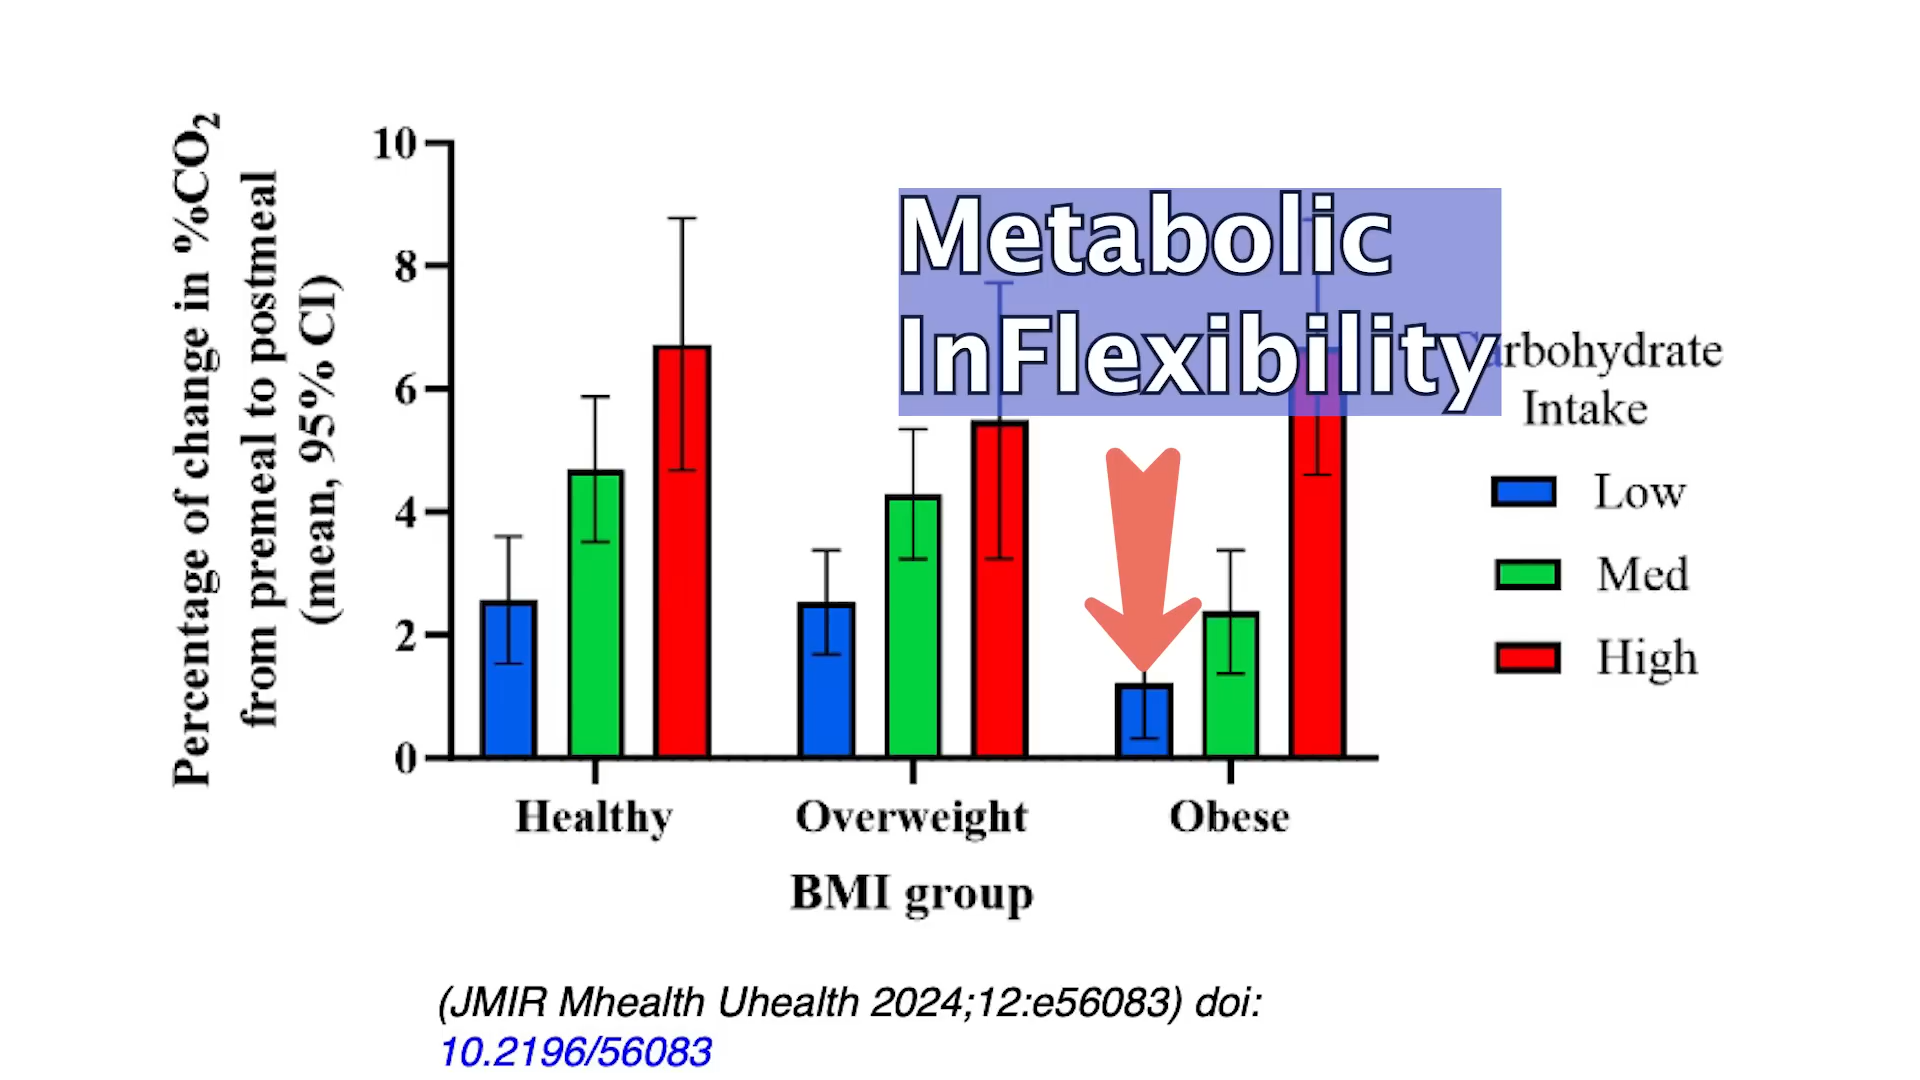 Percentage of change in %CO₂
from premeal to postmeal
(mean, 95% CI)
10
8
6
4
2
0
Metabolic
InFlexibility
Carbohydrate
Intake
Low
Med
High
Healthy
Overweight
Obese
BMI group
(JMIR Mhealth Uhealth 2024;12:e56083) doi:
10.2196/56083